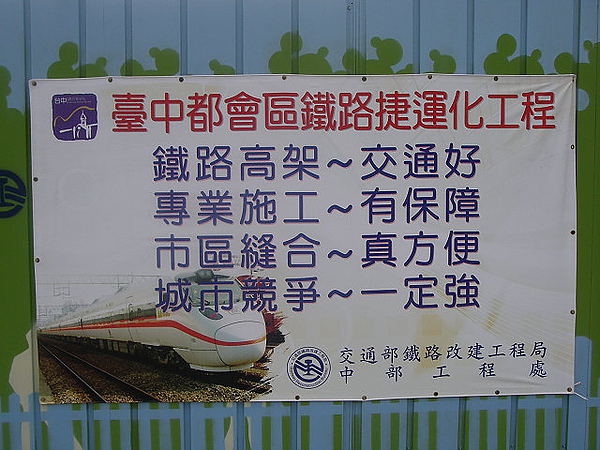 台中
臺中都會區鐵路捷運化工程
鐵路高架~交通好
專業施工~有保障
市區縫合~真方便
城市競爭~一定強
交通部鐵路改建工程局
中部工程處